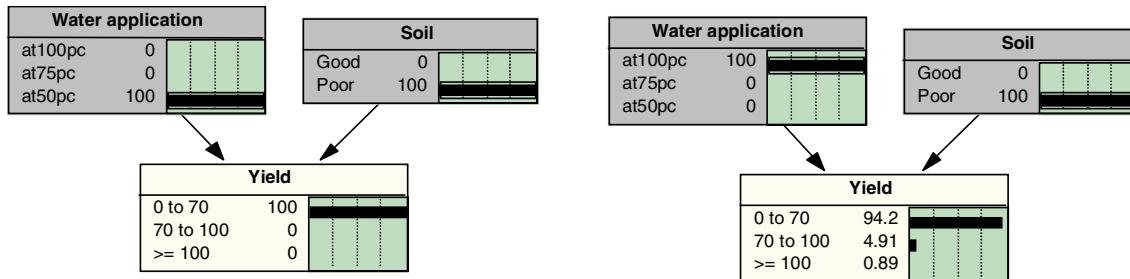 Water application
at100pc 0
at75pc 0
at50pc 100
Soil
Good 0
Poor 100
Yield
0 to 70 100
70 to 100 0
>= 100 0
Water application
at100pc 100
at75pc 0
at50pc 0
Soil
Good 0
Poor 100
Yield
0 to 70 94.2
70 to 100 4.91
>= 100 0.89